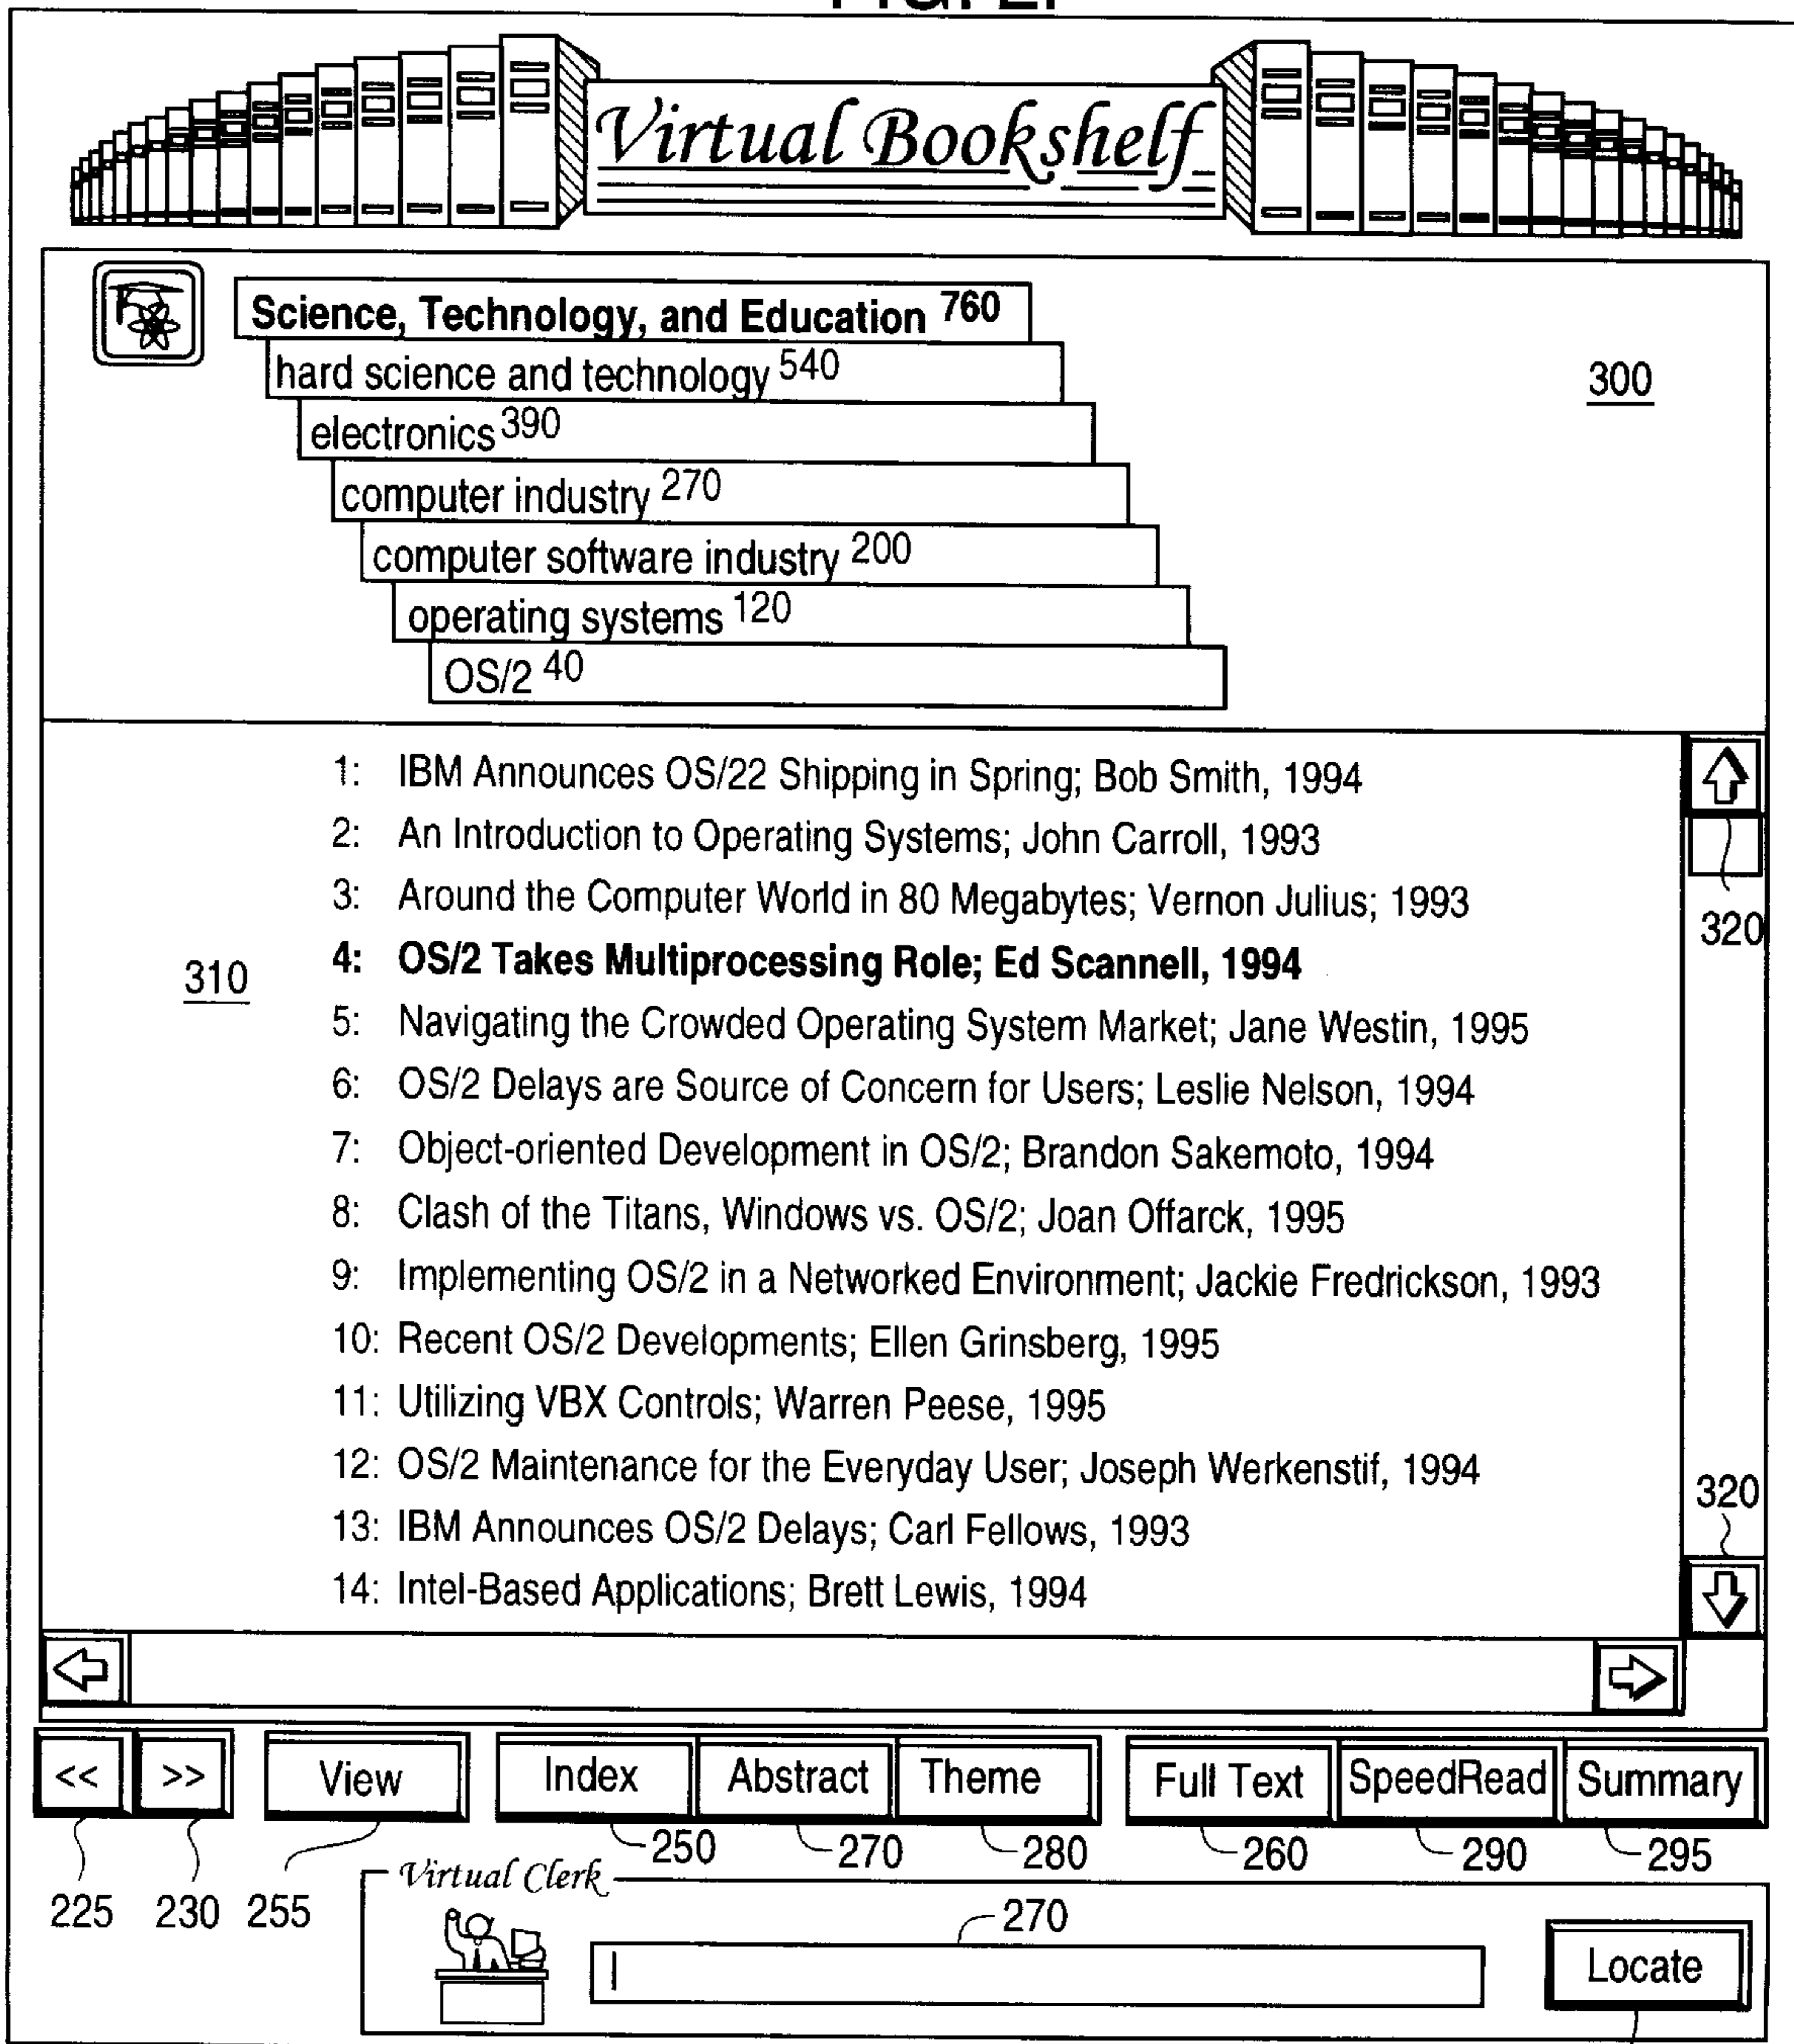 Virtual Bookshelf
Science, Technology, and Education 760
hard science and technology 540
300
electronics 390
computer industry 270
computer software industry 200
operating systems 120
OS/2 40
1: IBM Announces OS/22 Shipping in Spring; Bob Smith, 1994
2: An Introduction to Operating Systems; John Carroll, 1993
3: Around the Computer World in 80 Megabytes; Vernon Julius; 1993
320
4: OS/2 Takes Multiprocessing Role; Ed Scannell, 1994
310
5: Navigating the Crowded Operating System Market; Jane Westin, 1995
6: OS/2 Delays are Source of Concern for Users; Leslie Nelson, 1994
7: Object-oriented Development in OS/2; Brandon Sakemoto, 1994
8: Clash of the Titans, Windows vs. OS/2; Joan Offarck, 1995
9: Implementing OS/2 in a Networked Environment; Jackie Fredrickson, 1993
10: Recent OS/2 Developments; Ellen Grinsberg, 1995
11: Utilizing VBX Controls; Warren Peese, 1995
12: OS/2 Maintenance for the Everyday User; Joseph Werkenstif, 1994
320
13: IBM Announces OS/2 Delays; Carl Fellows, 1993
14: Intel-Based Applications; Brett Lewis, 1994
<< >> View Index Abstract Theme Full Text SpeedRead Summary
250 270 280 260 290 295
225 230 255
Virtual Clerk
270
Locate